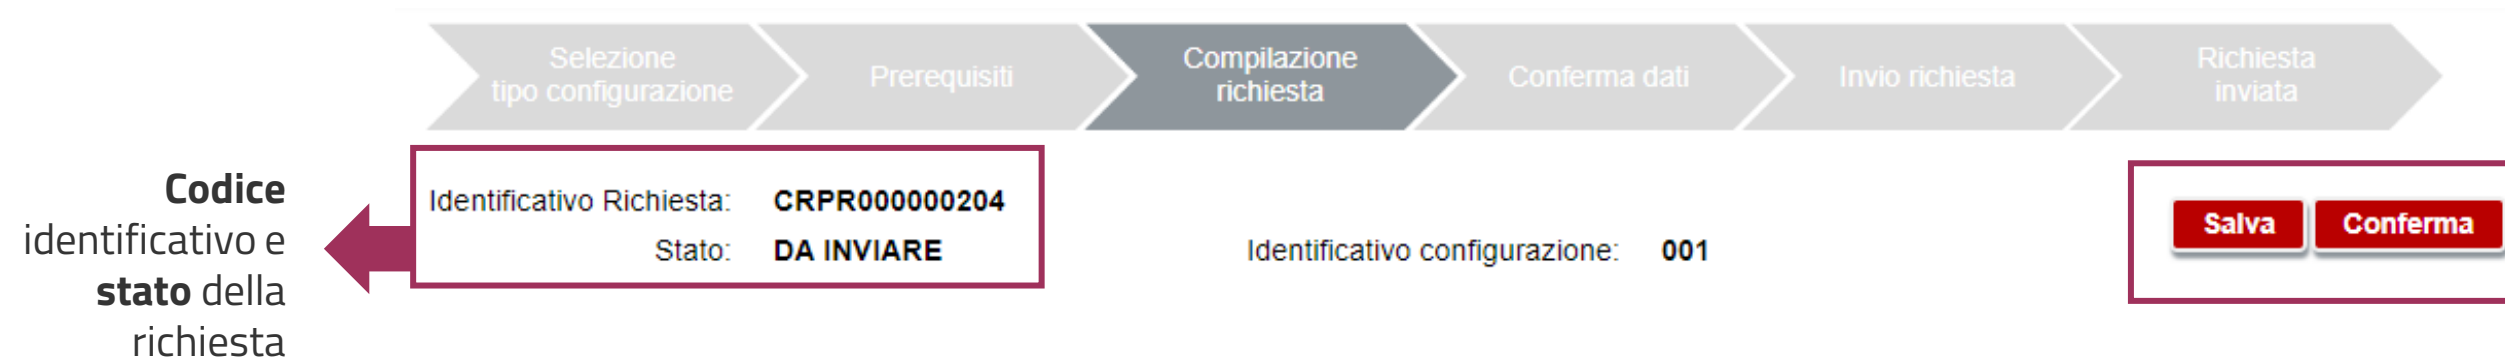 Selezione
tipo configurazione
Prerequisiti
Compilazione
richiesta
Conferma dati
Invio richiesta
Richiesta
inviata
Codice
identificativo e
stato della
richiesta
Identificativo Richiesta: CRPR000000204
Stato: DA INVIARE
Identificativo configurazione: 001
Salva
Conferma